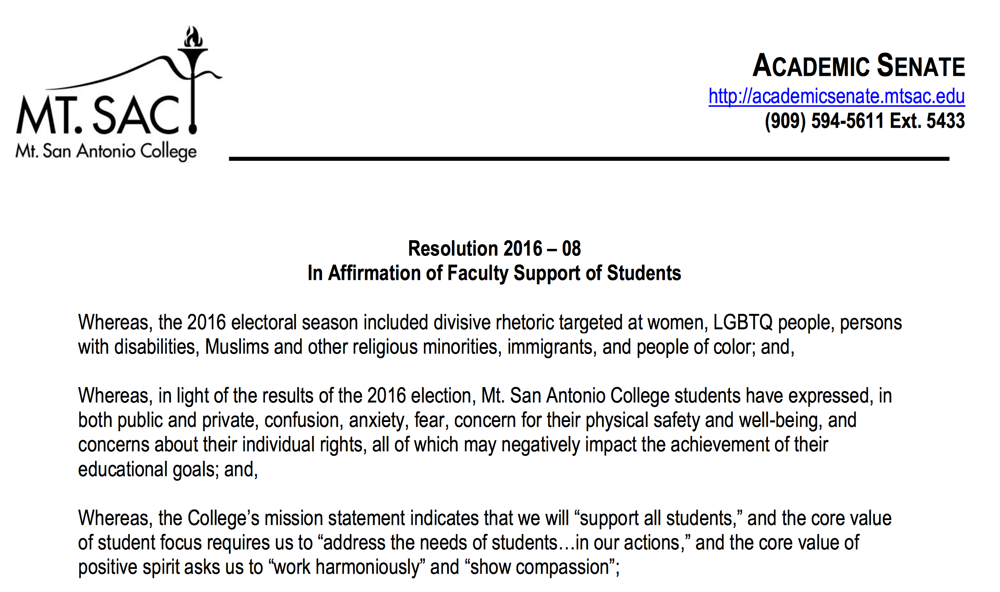 MT. SAC
Mt. San Antonio College
ACADEMIC SENATE
http://academicsenate.mtsac.edu
(909) 594-5611 Ext. 5433
Resolution 2016 – 08
In Affirmation of Faculty Support of Students
Whereas, the 2016 electoral season included divisive rhetoric targeted at women, LGBTQ people, persons
with disabilities, Muslims and other religious minorities, immigrants, and people of color; and,
Whereas, in light of the results of the 2016 election, Mt. San Antonio College students have expressed, in
both public and private, confusion, anxiety, fear, concern for their physical safety and well-being, and
concerns about their individual rights, all of which may negatively impact the achievement of their
educational goals; and,
Whereas, the College’s mission statement indicates that we will “support all students,” and the core value
of student focus requires us to “address the needs of students…in our actions,” and the core value of
positive spirit asks us to “work harmoniously” and “show compassion”;